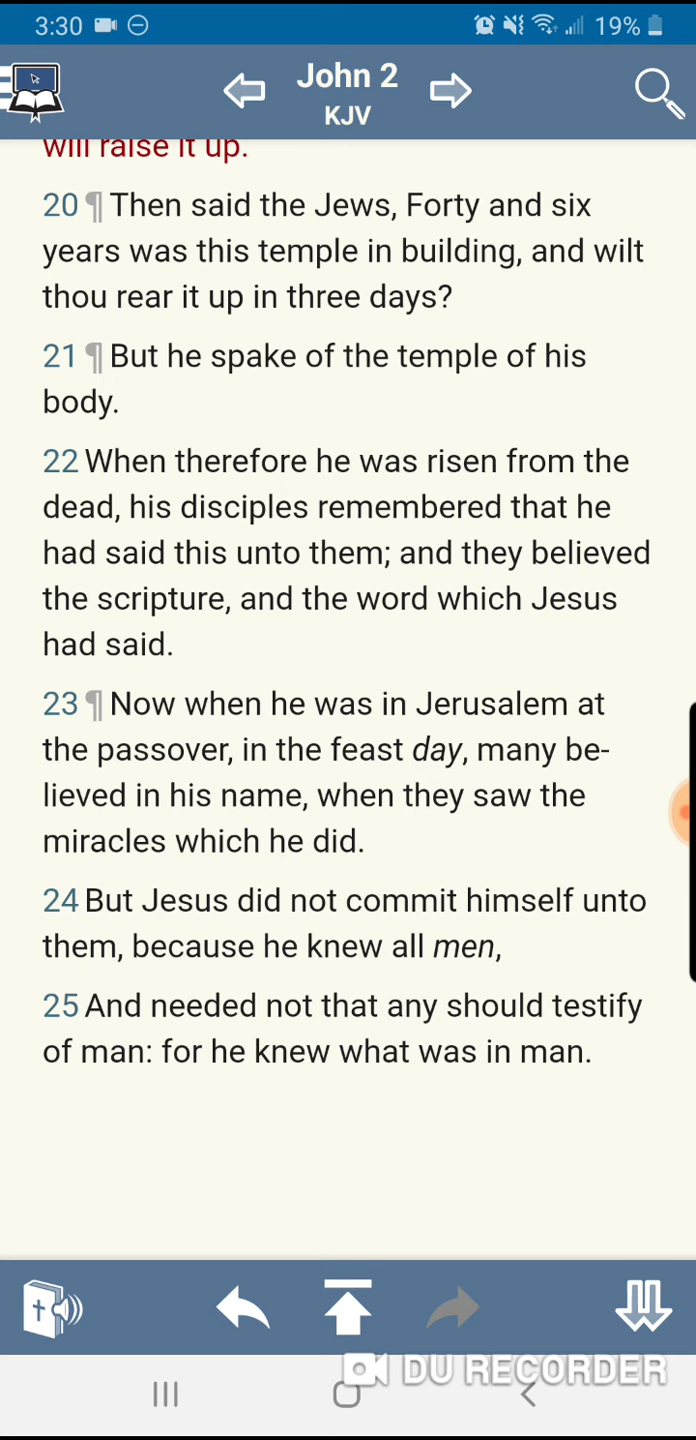 3:30 19%
John 2
KJV
will raise it up.
20 ¶ Then said the Jews, Forty and six
years was this temple in building, and wilt
thou rear it up in three days?
21 ¶ But he spake of the temple of his
body.
22 When therefore he was risen from the
dead, his disciples remembered that he
had said this unto them; and they believed
the scripture, and the word which Jesus
had said.
23 ¶ Now when he was in Jerusalem at
the passover, in the feast day, many be-
lieved in his name, when they saw the
miracles which he did.
24 But Jesus did not commit himself unto
them, because he knew all men,
25 And needed not that any should testify
of man: for he knew what was in man.
DU RECORDER